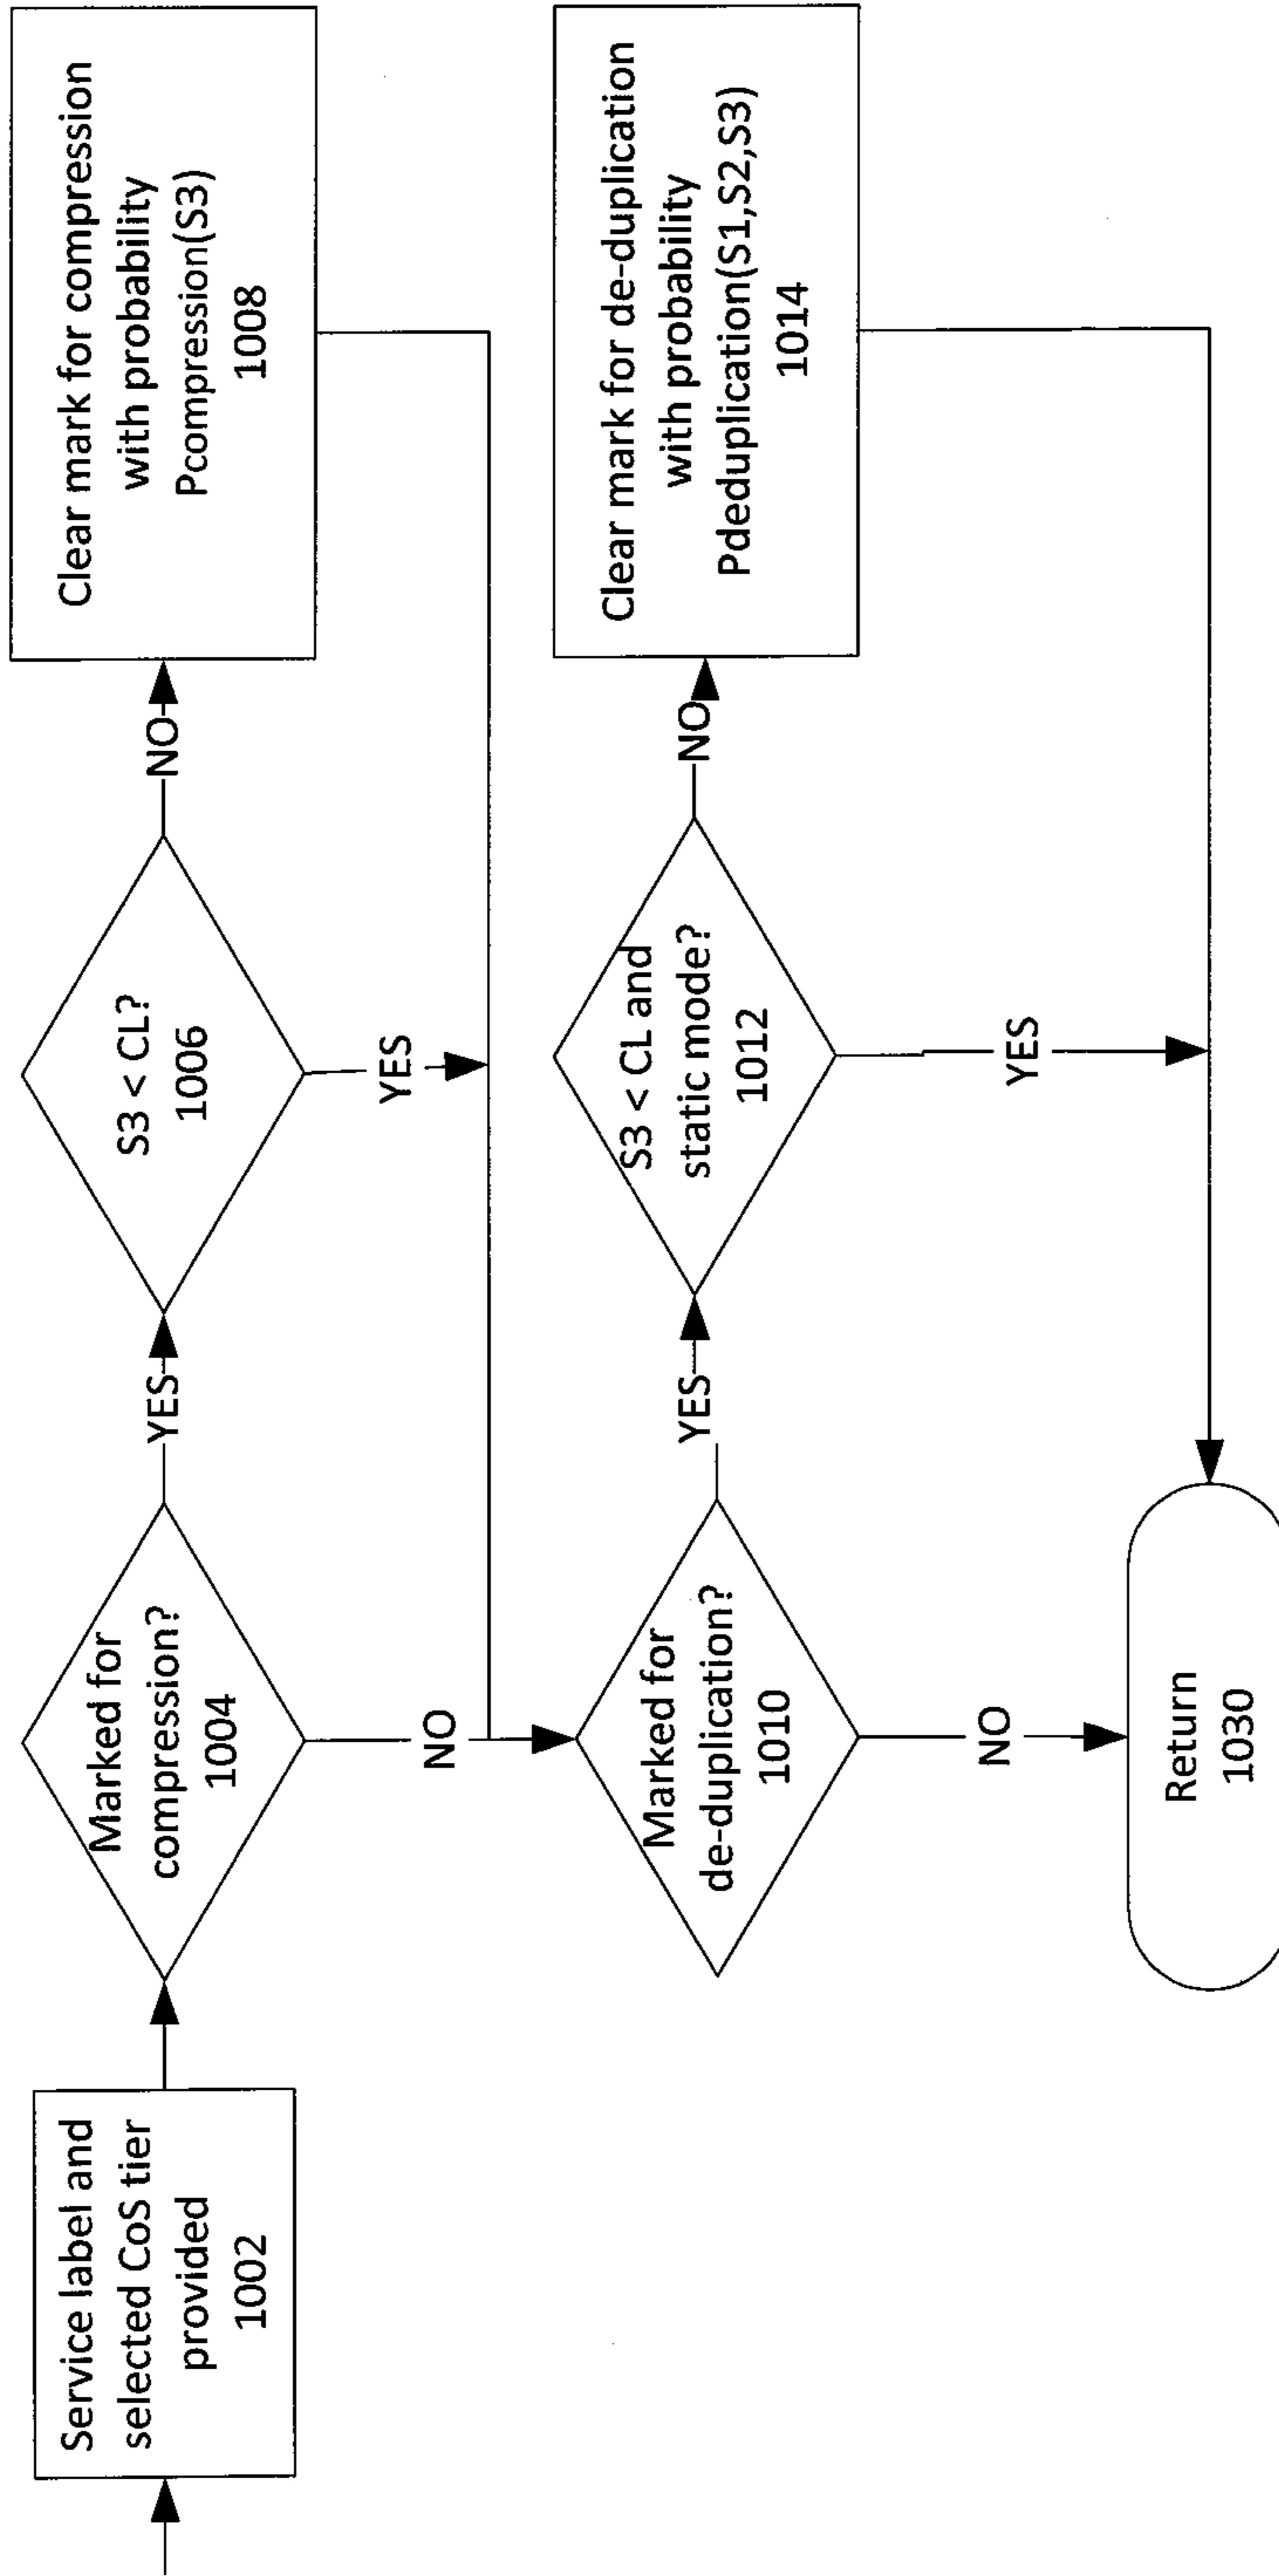 Service label and
selected CoS tier
provided
1002
Marked for
compression?
1004
YES
S3 < CL?
1006
NO
Clear mark for compression
with probability
Pcompression(S3)
1008
NO
YES
Marked for
de-duplication?
1010
YES
S3 < CL and
static mode?
1012
NO
Clear mark for de-duplication
with probability
Pdeduplication(S1,S2,S3)
1014
NO
YES
Return
1030